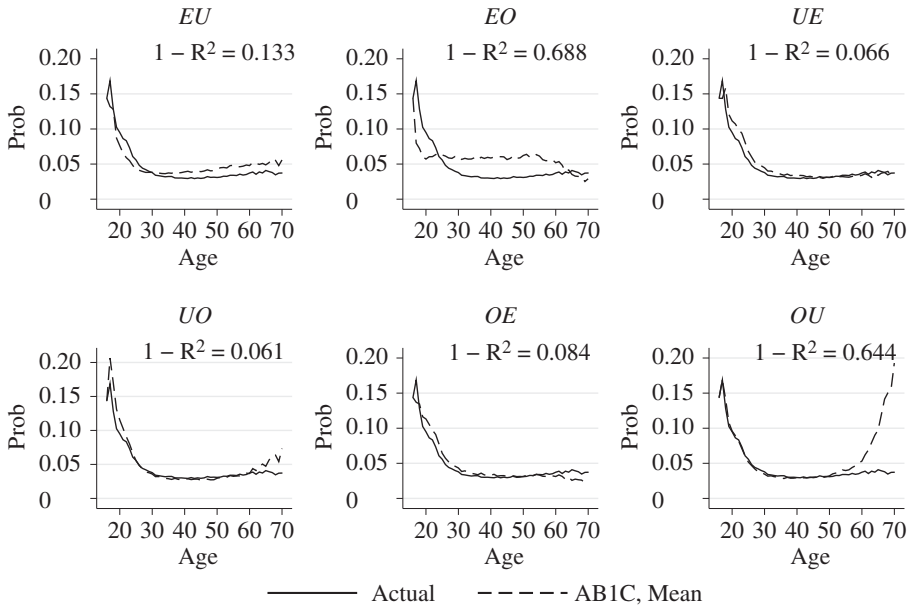 EU
EO
UE
1 – R² = 0.133
1 – R² = 0.688
1 – R² = 0.066
Prob
0.20
0.15
0.10
0.05
0
20 30 40 50 60 70
Age
Prob
0.20
0.15
0.10
0.05
0
20 30 40 50 60 70
Age
Prob
0.20
0.15
0.10
0.05
0
20 30 40 50 60 70
Age
UO
OE
OU
1 – R² = 0.061
1 – R² = 0.084
1 – R² = 0.644
Prob
0.20
0.15
0.10
0.05
0
20 30 40 50 60 70
Age
Prob
0.20
0.15
0.10
0.05
0
20 30 40 50 60 70
Age
Prob
0.20
0.15
0.10
0.05
0
20 30 40 50 60 70
Age
Actual
AB1C, Mean